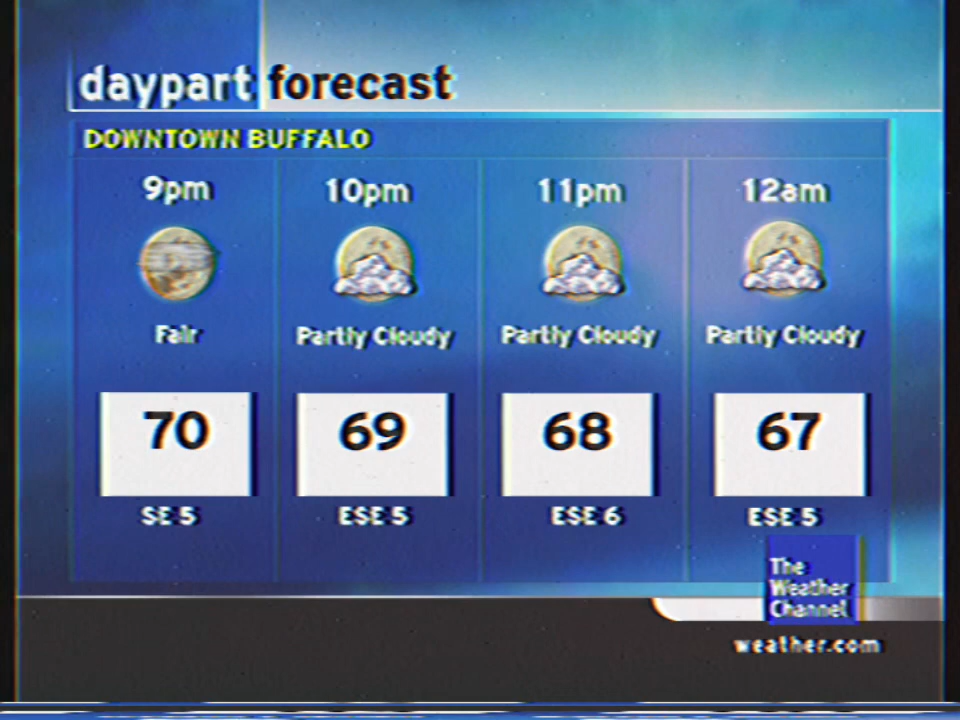 daypart forecast
DOWNTOWN BUFFALO
9pm 10pm 11pm 12am
Fair Partly Cloudy Partly Cloudy Partly Cloudy
70 69 68 67
SE 5 ESE 5 ESE 6 ESE 5
The
Weather
Channel
weather.com